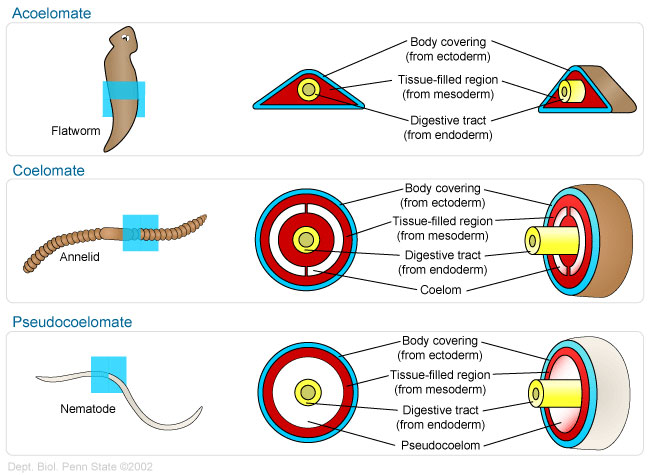 Acoelomate
Body covering
(from ectoderm)
Tissue-filled region
(from mesoderm)
Digestive tract
(from endoderm)
Flatworm
Coelomate
Body covering
(from ectoderm)
Tissue-filled region
(from mesoderm)
Digestive tract
(from endoderm)
Coelom
Annelid
Pseudocoelomate
Body covering
(from ectoderm)
Tissue-filled region
(from mesoderm)
Digestive tract
(from endoderm)
Pseudocoelom
Nematode
Dept. Biol. Penn State ©2002